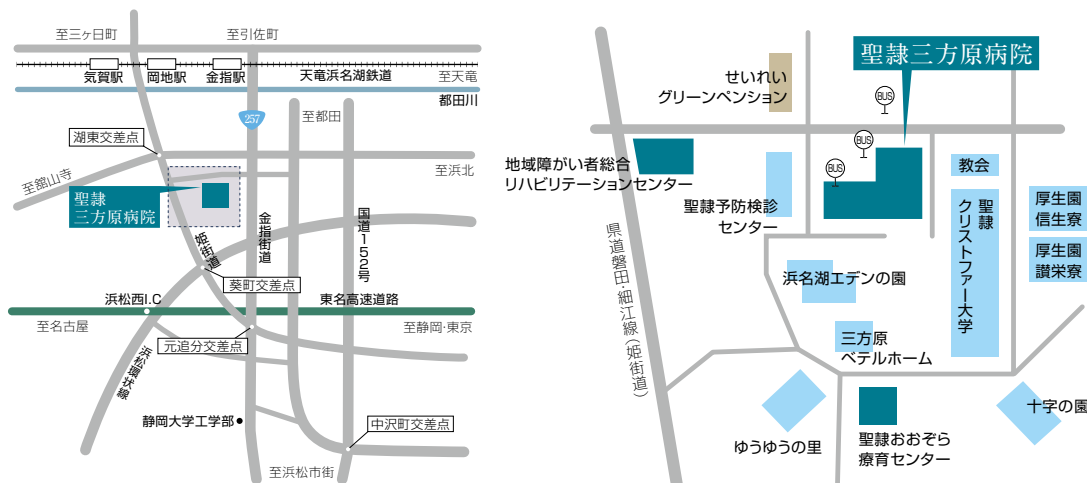 至三ヶ日町
至引佐町
気賀駅
岡地駅
金指駅
天竜浜名湖鉄道
至天竜
都田川
257
至都田
湖東交差点
至浜北
至舘山寺
聖隷
三方原病院
姫街道
金指街道
国道152号
葵町交差点
浜松西I.C
東名高速道路
至名古屋
至静岡・東京
元追分交差点
浜松環状線
静岡大学工学部
中沢町交差点
至浜松市街
聖隷三方原病院
せいれい
グリーンペンション
BUS
BUS
BUS
地域障がい者総合
リハビリテーションセンター
聖隷予防検診
センター
教会
聖隷
クリストファー大学
厚生園
信生寮
厚生園
讃栄寮
県道磐田・細江線(姫街道)
浜名湖エデンの園
三方原
ベテルホーム
ゆうゆうの里
聖隷おおぞら
療育センター
十字の園